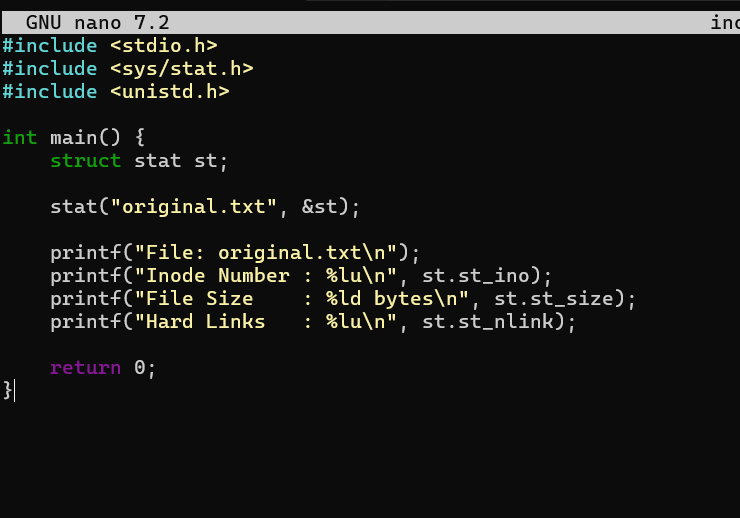 GNU nano 7.2
#include <stdio.h>
#include <sys/stat.h>
#include <unistd.h>
int main() {
    struct stat st;
    stat("original.txt", &st);
    printf("File: original.txt\n");
    printf("Inode Number : %lu\n", st.st_ino);
    printf("File Size    : %ld bytes\n", st.st_size);
    printf("Hard Links   : %lu\n", st.st_nlink);
    return 0;
}